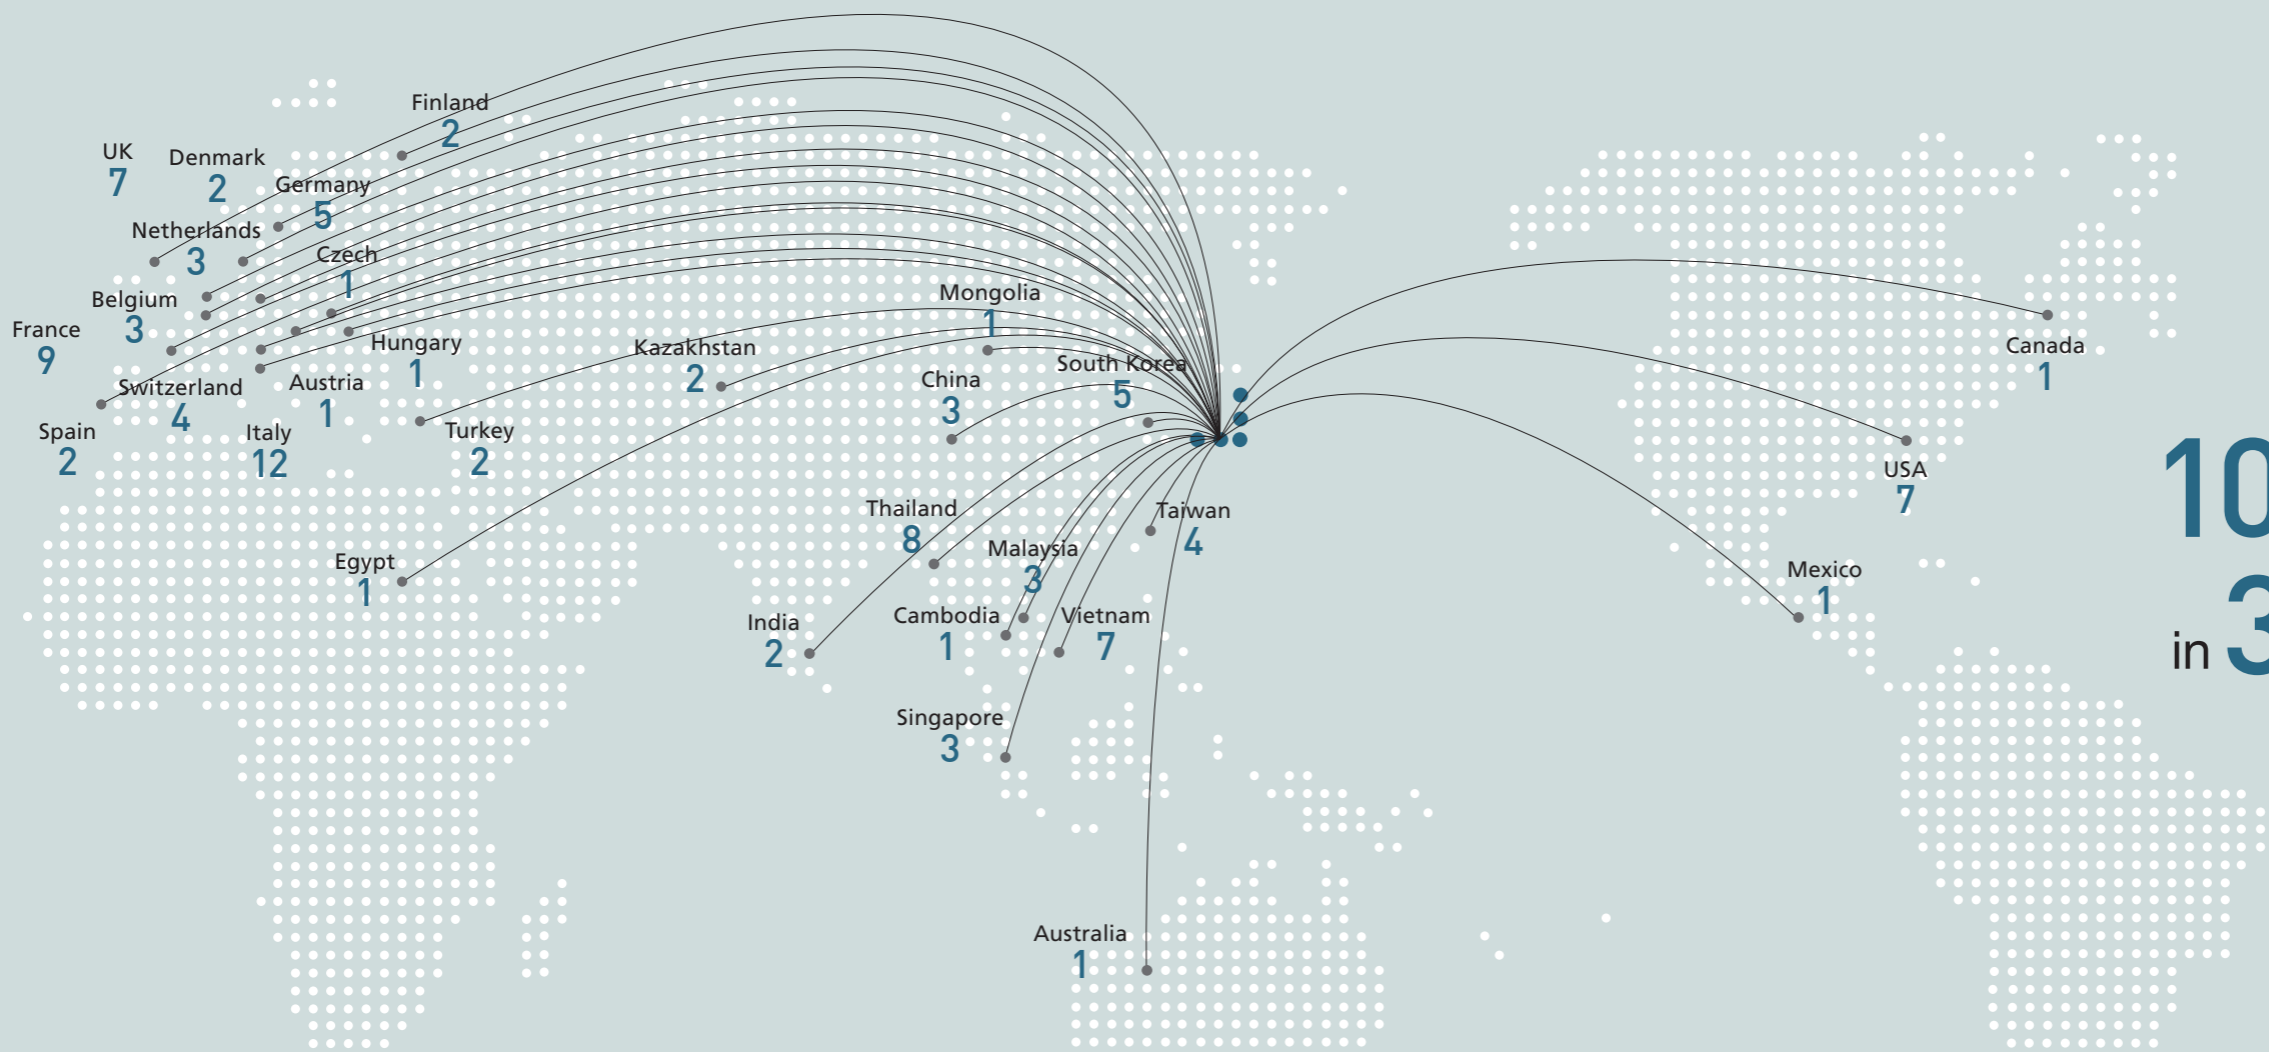 Finland
2
UK
7
Denmark
2
Germany
5
Netherlands
3
Czech
1
Belgium
3
France
9
Hungary
1
Switzerland
4
Austria
1
Spain
2
Italy
12
Turkey
2
Kazakhstan
2
Mongolia
1
China
3
South Korea
5
Egypt
1
Thailand
8
Taiwan
4
Malaysia
3
India
2
Cambodia
1
Vietnam
7
Singapore
3
Australia
1
Canada
1
USA
7
Mexico
1
10
in 3